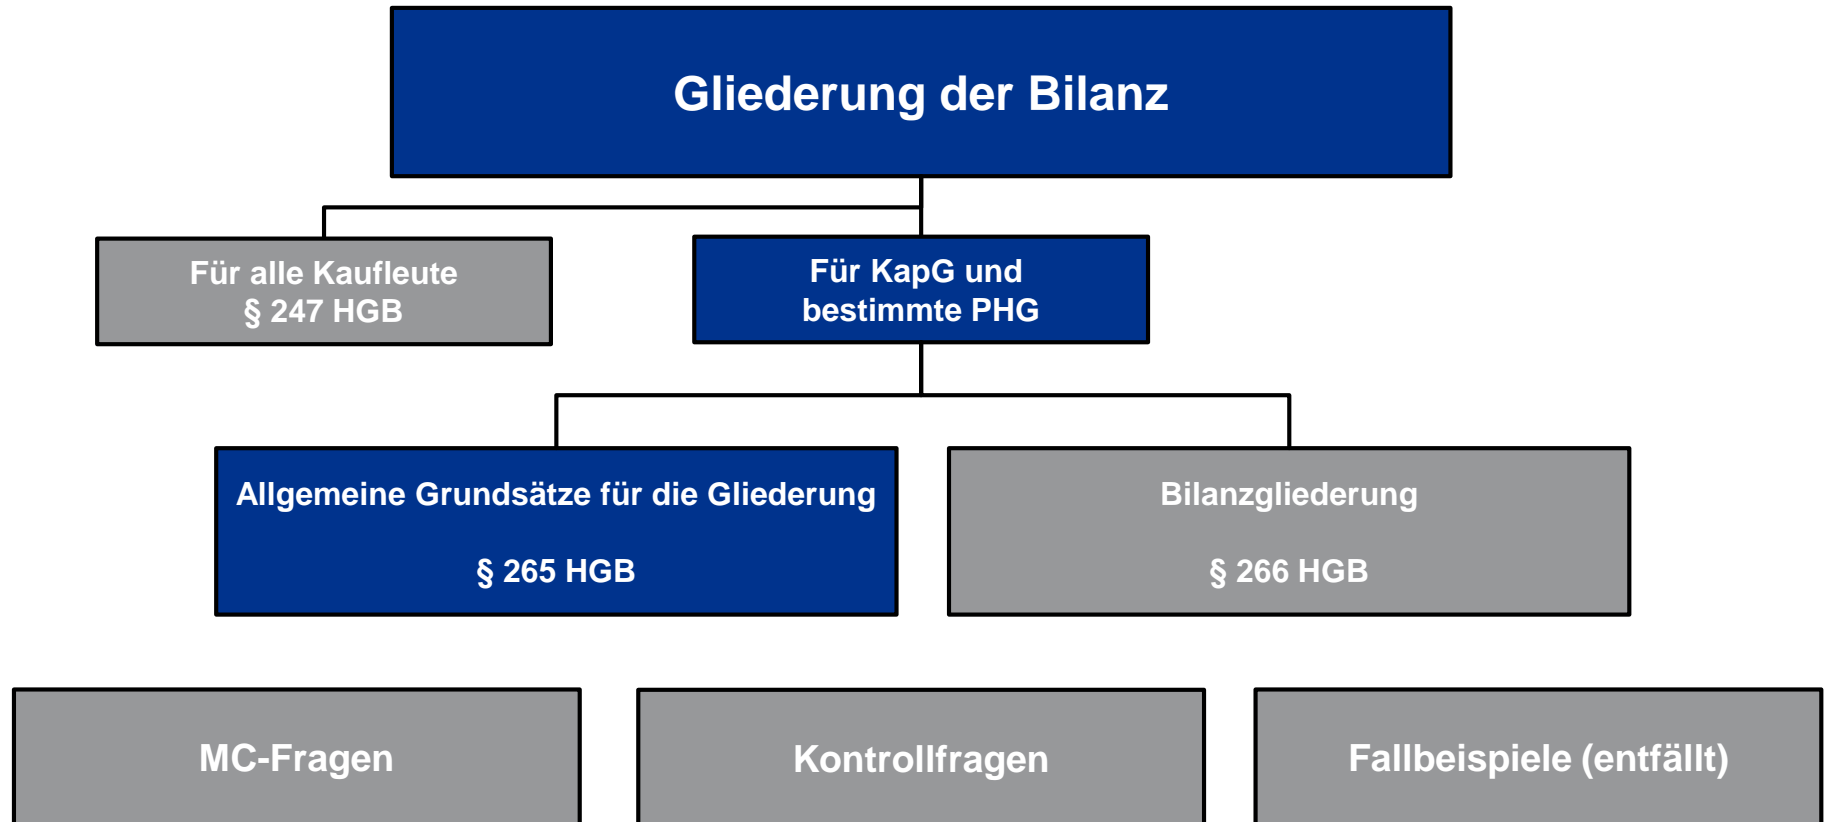 Gliederung der Bilanz
Für alle Kaufleute
§ 247 HGB
Für KapG und
bestimmte PHG
Allgemeine Grundsätze für die Gliederung
§ 265 HGB
Bilanzgliederung
§ 266 HGB
MC-Fragen
Kontrollfragen
Fallbeispiele (entfällt)